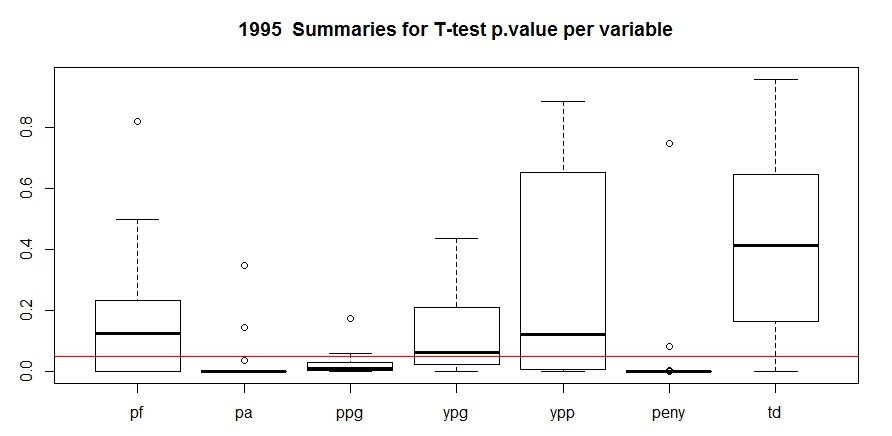 1995  Summaries for T-test p.value per variable
0.8
0.6
0.4
0.2
0.0
pf pa ppg ypg ypp peny td